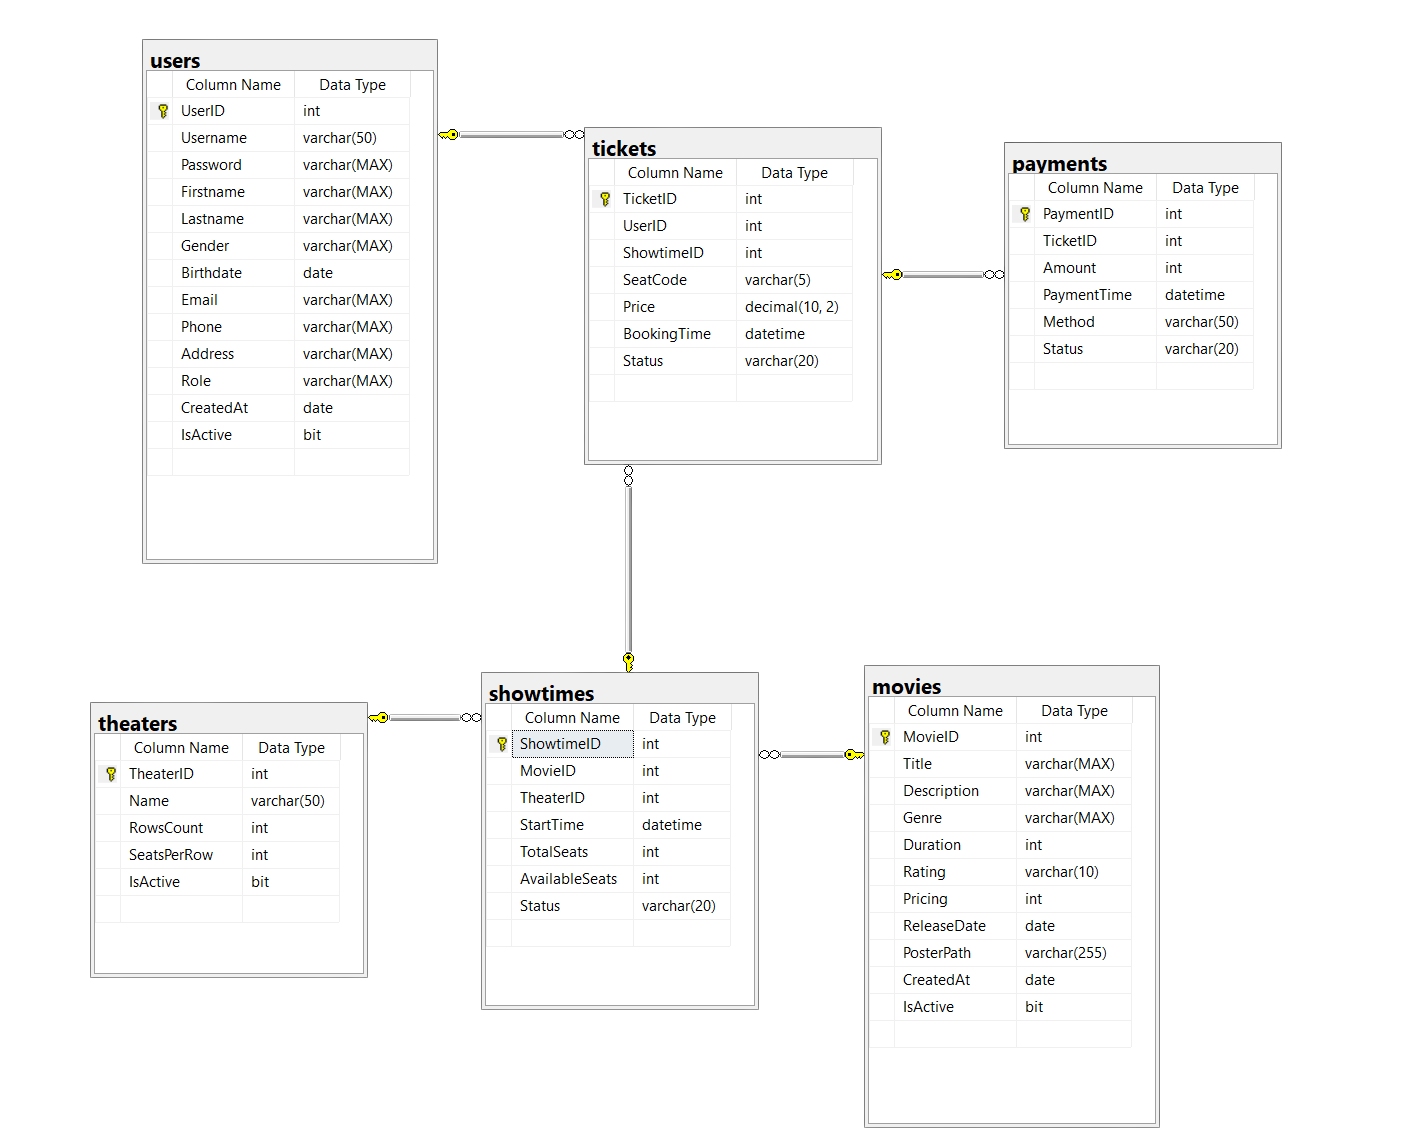 users
Column Name Data Type
UserID int
Username varchar(50)
Password varchar(MAX)
Firstname varchar(MAX)
Lastname varchar(MAX)
Gender varchar(MAX)
Birthdate date
Email varchar(MAX)
Phone varchar(MAX)
Address varchar(MAX)
Role varchar(MAX)
CreatedAt date
IsActive bit
tickets
Column Name Data Type
TicketID int
UserID int
ShowtimeID int
SeatCode varchar(5)
Price decimal(10, 2)
BookingTime datetime
Status varchar(20)
payments
Column Name Data Type
PaymentID int
TicketID int
Amount int
PaymentTime datetime
Method varchar(50)
Status varchar(20)
theaters
Column Name Data Type
TheaterID int
Name varchar(50)
RowsCount int
SeatsPerRow int
IsActive bit
showtimes
Column Name Data Type
ShowtimeID int
MovieID int
TheaterID int
StartTime datetime
TotalSeats int
AvailableSeats int
Status varchar(20)
movies
Column Name Data Type
MovieID int
Title varchar(MAX)
Description varchar(MAX)
Genre varchar(MAX)
Duration int
Rating varchar(10)
Pricing int
ReleaseDate date
PosterPath varchar(255)
CreatedAt date
IsActive bit